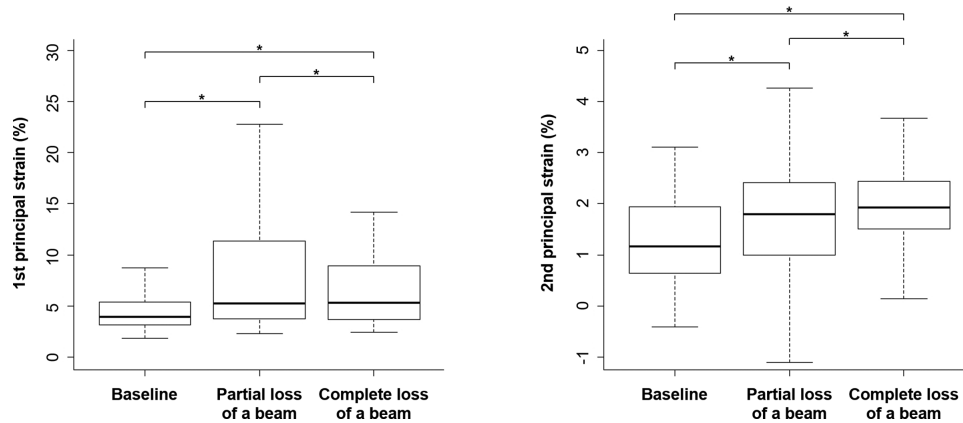 *
*
*
30
25
20
15
10
5
0
1st principal strain (%)
Baseline
Partial loss
of a beam
Complete loss
of a beam
*
*
*
5
4
3
2
1
0
-1
2nd principal strain (%)
Baseline
Partial loss
of a beam
Complete loss
of a beam